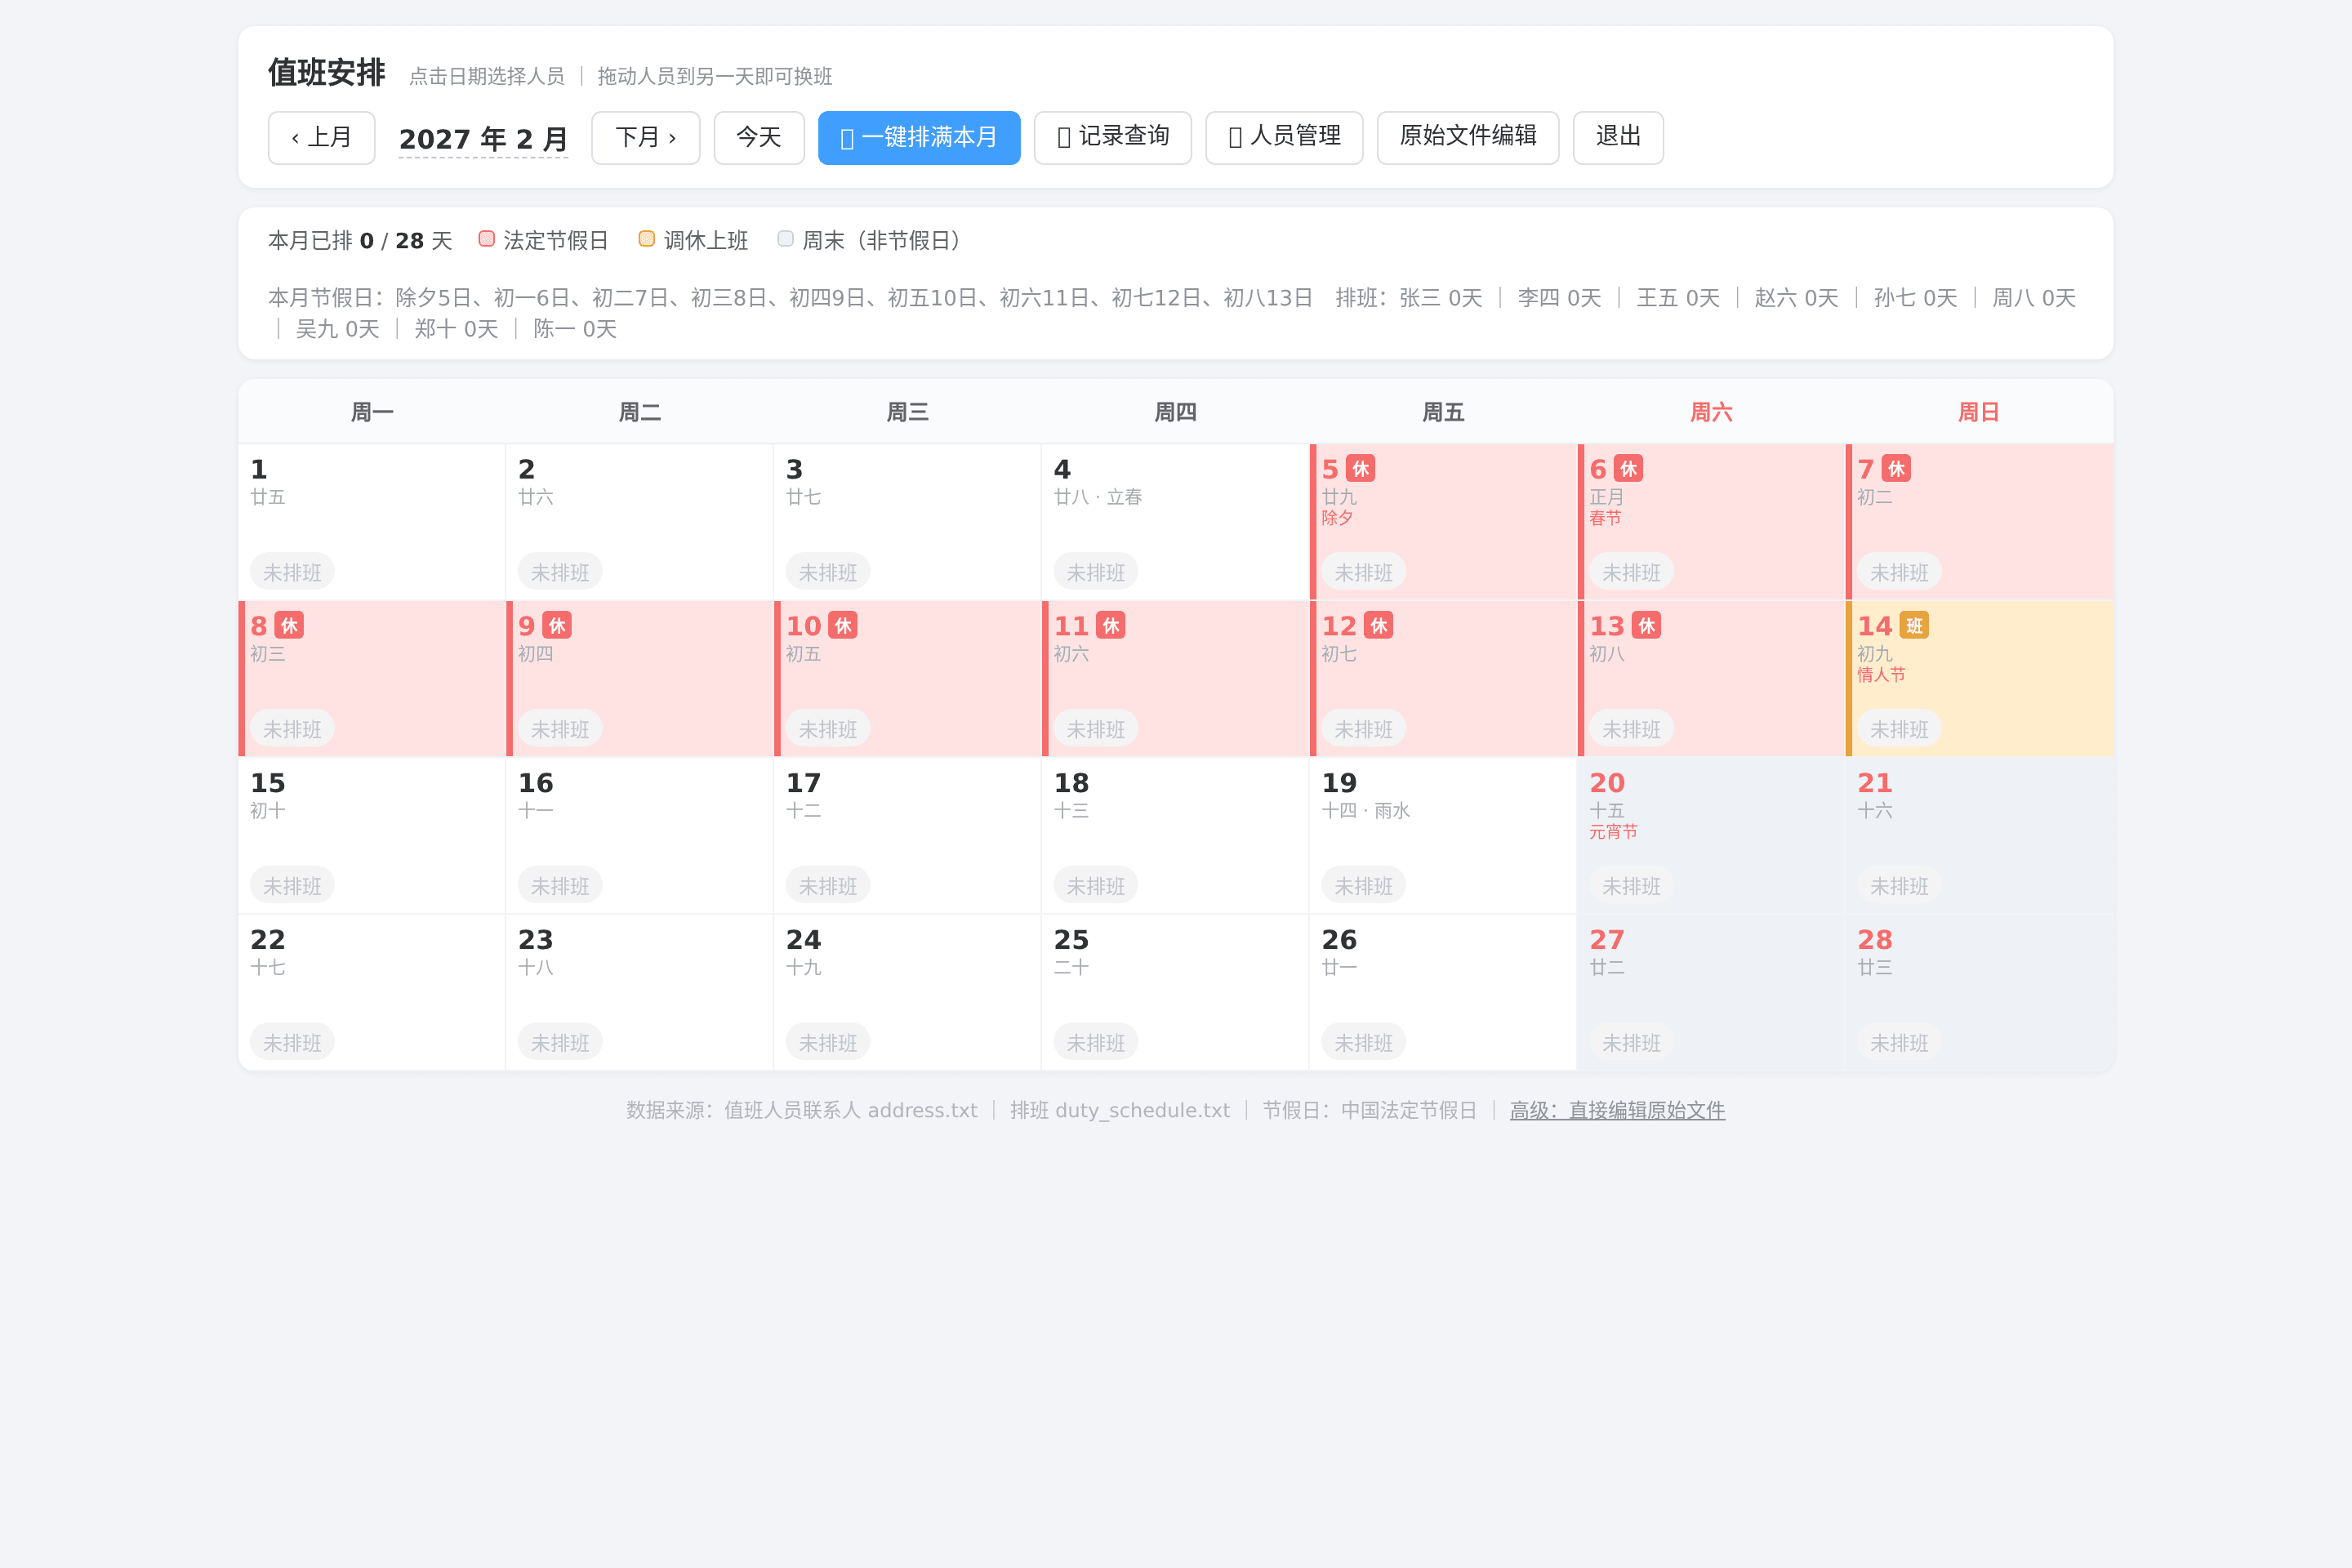 值班安排 点击日期选择人员 ｜ 拖动人员到另一天即可换班
‹ 上月 2027 年 2 月 下月 › 今天 一键排满本月 记录查询 人员管理 原始文件编辑 退出
本月已排 0 / 28 天 法定节假日 调休上班 周末（非节假日）
本月节假日：除夕5日、初一6日、初二7日、初三8日、初四9日、初五10日、初六11日、初七12日、初八13日 排班：张三 0天 ｜ 李四 0天 ｜ 王五 0天 ｜ 赵六 0天 ｜ 孙七 0天 ｜ 周八 0天
｜ 吴九 0天 ｜ 郑十 0天 ｜ 陈一 0天
周一 周二 周三 周四 周五 周六 周日
1 2 3 4 5 休 6 休 7 休
廿五 廿六 廿七 廿八 · 立春 廿九 正月 初二
除夕 春节
未排班 未排班 未排班 未排班 未排班 未排班 未排班
8 休 9 休 10 休 11 休 12 休 13 休 14 班
初三 初四 初五 初六 初七 初八 初九
情人节
未排班 未排班 未排班 未排班 未排班 未排班 未排班
15 16 17 18 19 20 21
初十 十一 十二 十三 十四 · 雨水 十五 十六
元宵节
未排班 未排班 未排班 未排班 未排班 未排班 未排班
22 23 24 25 26 27 28
十七 十八 十九 二十 廿一 廿二 廿三
未排班 未排班 未排班 未排班 未排班 未排班 未排班
数据来源：值班人员联系人 address.txt ｜ 排班 duty_schedule.txt ｜ 节假日：中国法定节假日 ｜ 高级：直接编辑原始文件